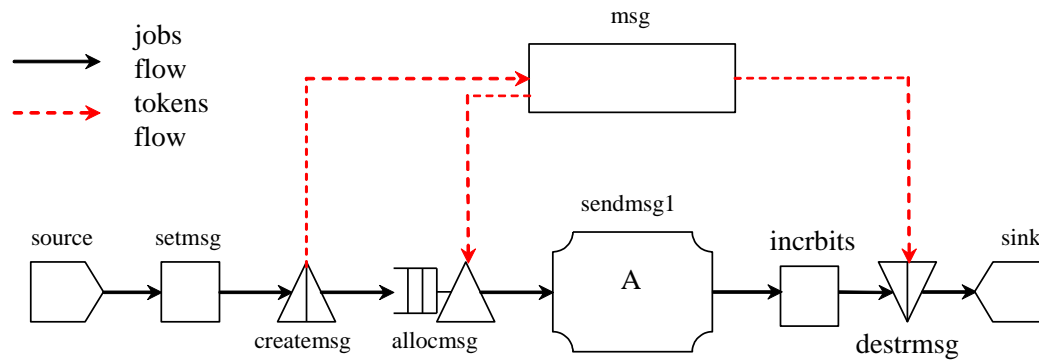 jobs
flow
tokens
flow
msg
sendmsg1
source
setmsg
incrbits
sink
A
createmsg
allocmsg
destrmsg